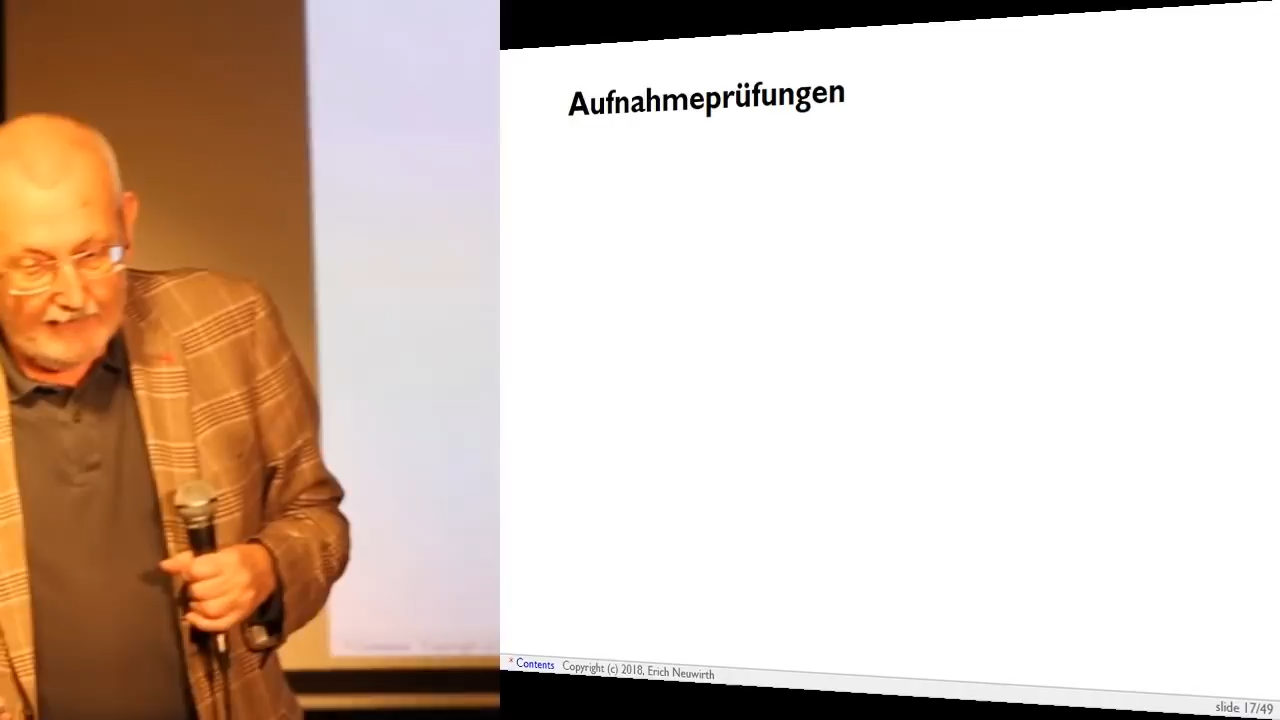 Aufnahmeprüfungen
* Contents Copyright (c) 2018, Erich Neuwirth
slide 17/49